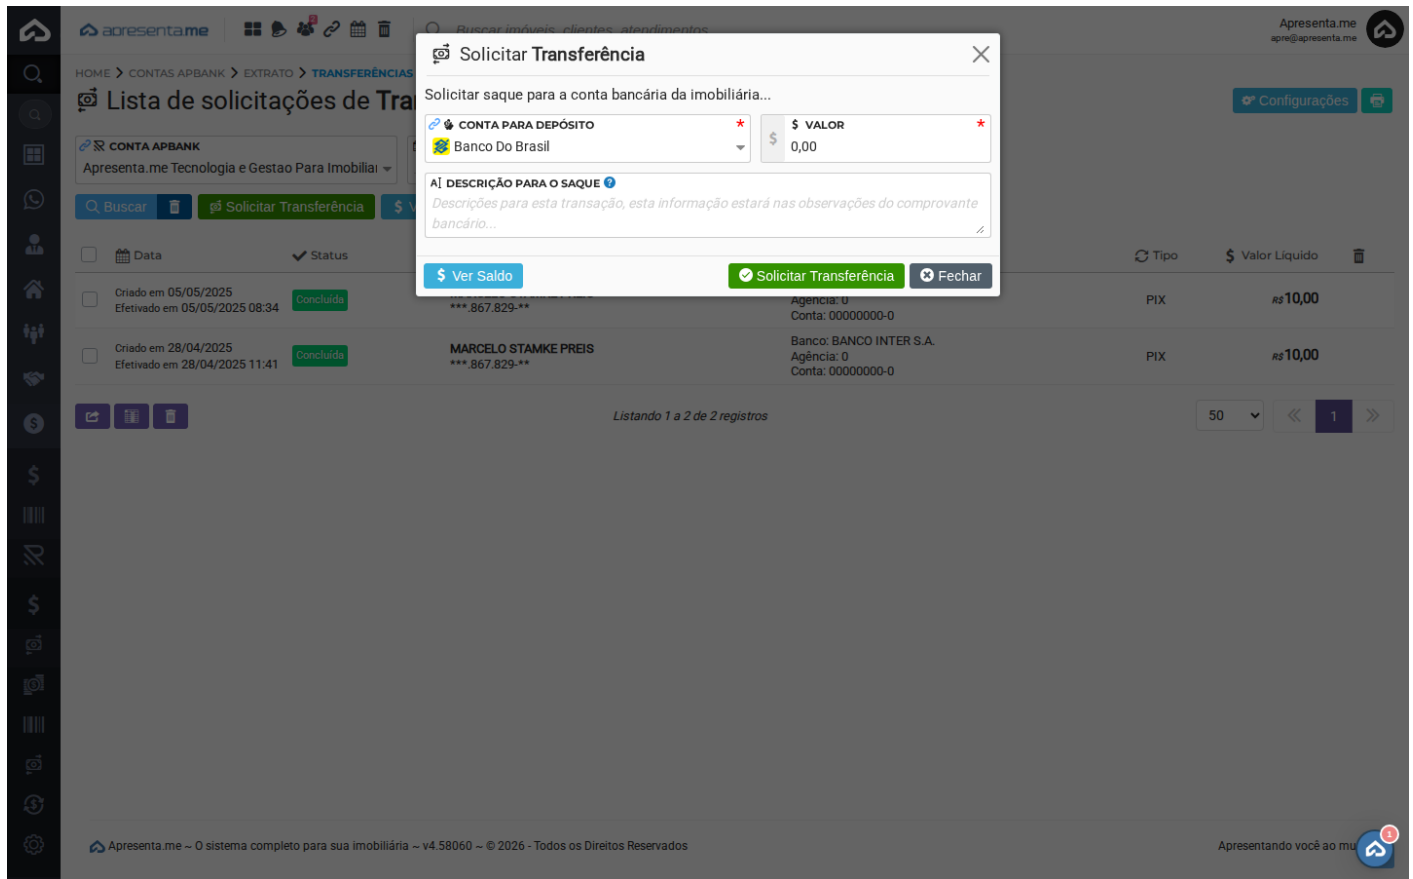 apresenta.me
2
Buscar imóveis, clientes, atendimentos
Apresenta.me
apre@apresenta.me
HOME > CONTAS APBANK > EXTRATO > TRANSFERÊNCIAS
Lista de solicitações de Tra
Configurações
CONTA APBANK
Apresenta.me Tecnologia e Gestao Para Imobiliar
Buscar
Solicitar Transferência
$ V
Solicitar Transferência
Solicitar saque para a conta bancária da imobiliária...
CONTA PARA DEPÓSITO *
Banco Do Brasil
$
$ VALOR *
0,00
DESCRIÇÃO PARA O SAQUE ?
Descrições para esta transação, esta informação estará nas observações do comprovante
bancário...
$ Ver Saldo
Solicitar Transferência
Fechar
Data
Status
Tipo
$ Valor Líquido
Criado em 05/05/2025
Efetivado em 05/05/2025 08:34
Concluída
***.867.829-**
Agência: 0
Conta: 00000000-0
PIX
R$10,00
Criado em 28/04/2025
Efetivado em 28/04/2025 11:41
Concluída
MARCELO STAMKE PREIS
***.867.829-**
Banco: BANCO INTER S.A.
Agência: 0
Conta: 00000000-0
PIX
R$10,00
Listando 1 a 2 de 2 registros
50
1
Apresenta.me ~ O sistema completo para sua imobiliária ~ v4.58060 ~ © 2026 - Todos os Direitos Reservados
Apresentando você ao mu
1